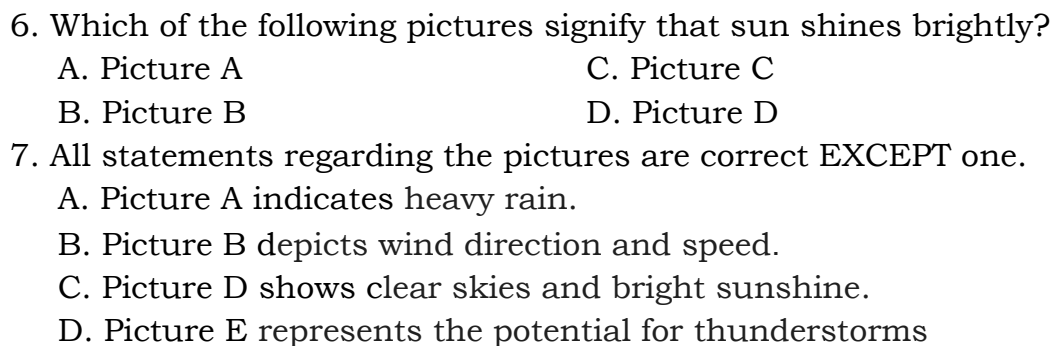 6. Which of the following pictures signify that sun shines brightly?
A. Picture A C. Picture C
B. Picture B D. Picture D
7. All statements regarding the pictures are correct EXCEPT one.
A. Picture A indicates heavy rain.
B. Picture B depicts wind direction and speed.
C. Picture D shows clear skies and bright sunshine.
D. Picture E represents the potential for thunderstorms